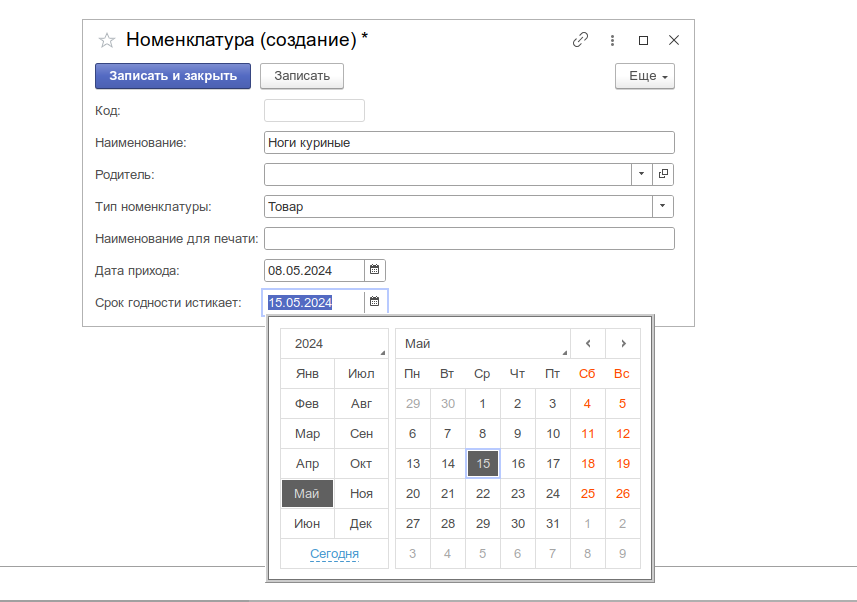 Номенклатура (создание) *
Записать и закрыть Записать Еще
Код:
Наименование: Ноги куриные
Родитель:
Тип номенклатуры: Товар
Наименование для печати:
Дата прихода: 08.05.2024
Срок годности истикает: 15.05.2024
2024 Май
Янв Июл Пн Вт Ср Чт Пт Сб Вс
Фев Авг 29 30 1 2 3 4 5
Мар Сен 6 7 8 9 10 11 12
Апр Окт 13 14 15 16 17 18 19
Май Ноя 20 21 22 23 24 25 26
Июн Дек 27 28 29 30 31 1 2
Сегодня 3 4 5 6 7 8 9